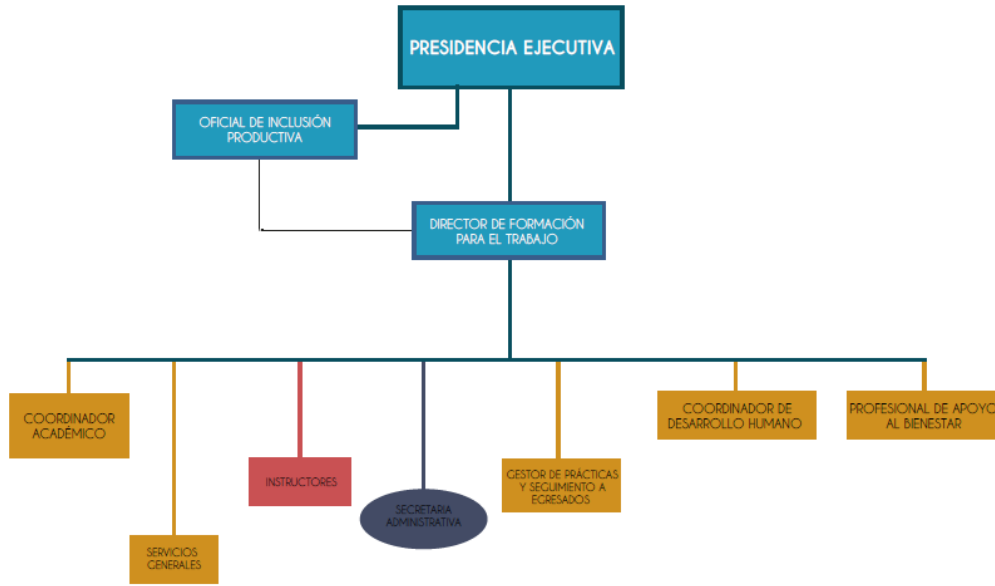 PRESIDENCIA EJECUTIVA
OFICIAL DE INCLUSIÓN
PRODUCTIVA
DIRECTOR DE FORMACIÓN
PARA EL TRABAJO
COORDINADOR
ACADÉMICO
SERVICIOS
GENERALES
INSTRUCTORES
SECRETARIA
ADMINISTRATIVA
GESTOR DE PRÁCTICAS
Y SEGUIMIENTO A
EGRESADOS
COORDINADOR DE
DESARROLLO HUMANO
PROFESIONAL DE APOYO
AL BIENESTAR